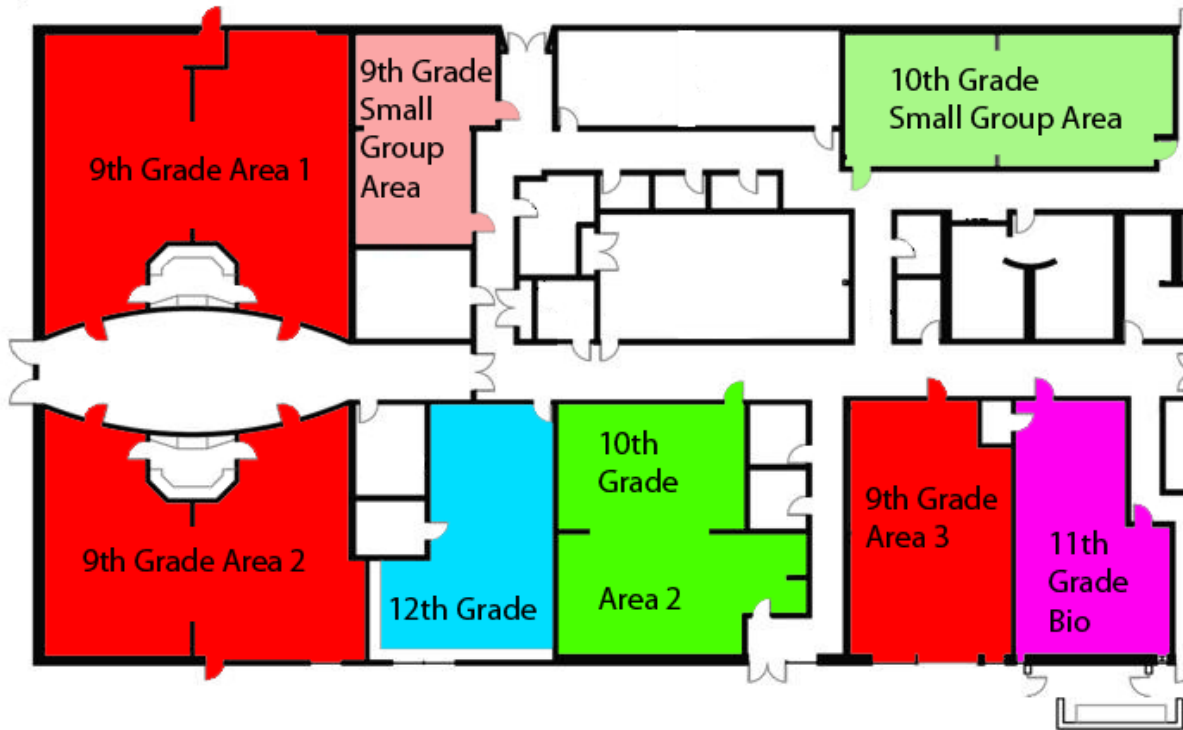 9th Grade
Small
Group
Area
10th Grade
Small Group Area
9th Grade Area 1
10th
Grade
9th Grade
Area 3
11th
Grade
Bio
9th Grade Area 2
12th Grade
Area 2